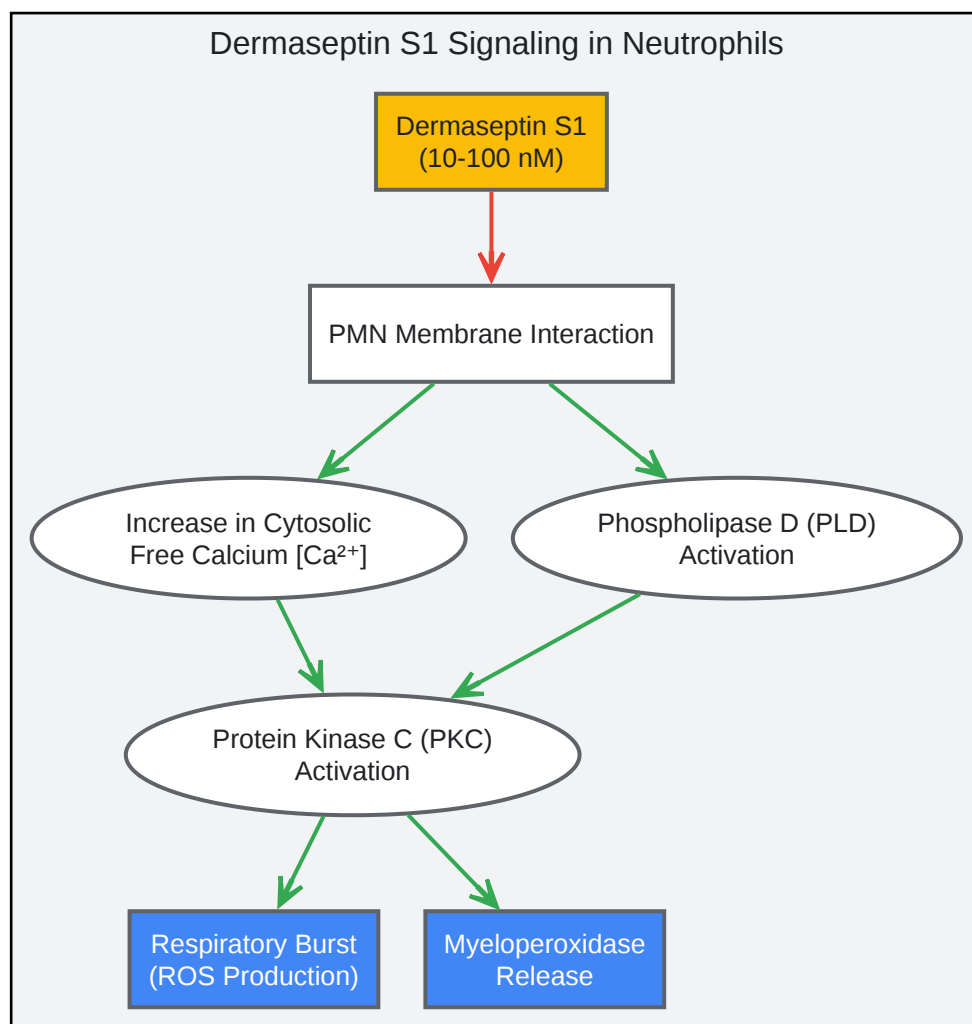 Dermaseptin S1 Signaling in Neutrophils
Dermaseptin S1
(10-100 nM)
PMN Membrane Interaction
Increase in Cytosolic
Free Calcium [Ca²⁺]
Phospholipase D (PLD)
Activation
Protein Kinase C (PKC)
Activation
Respiratory Burst
(ROS Production)
Myeloperoxidase
Release